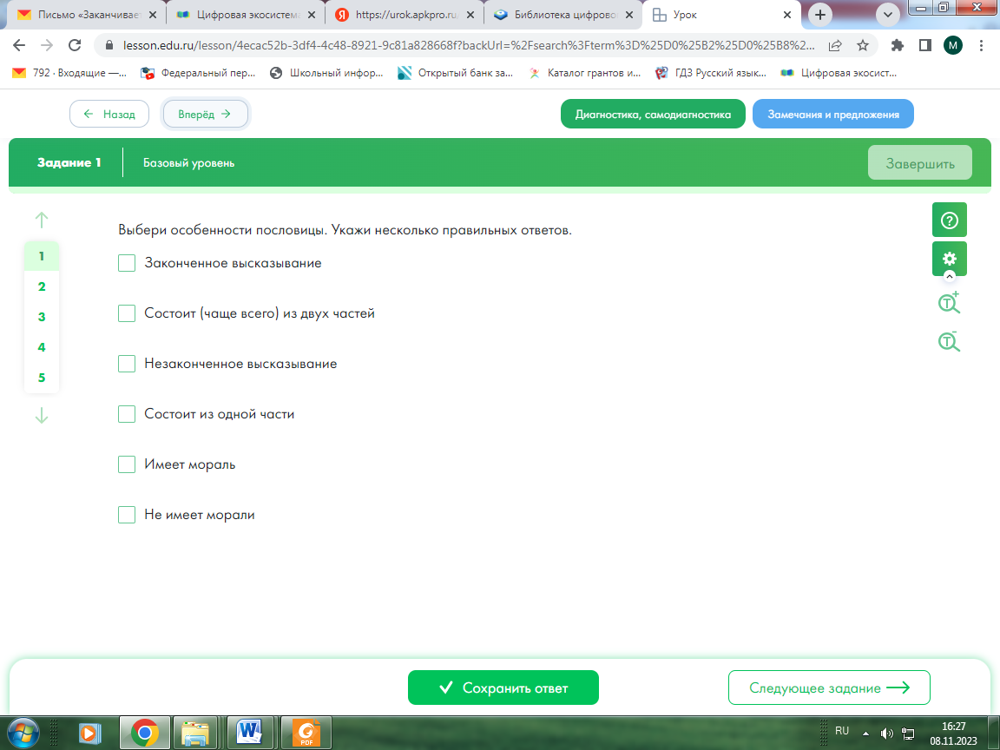 Письмо «Заканчивает
Цифровая экосистема
https://urok.apkpro.ru
Библиотека цифрово
Урок
lesson.edu.ru/lesson/4ecac52b-3df4-4c48-8921-9c81a828668f?backUrl=%2Fsearch%3Fterm%3D%25D0%25B2%25D0%25B8%2...
М
792 · Входящие —...
Федеральный пер...
Школьный инфор...
Открытый банк за...
Каталог грантов и...
ГДЗ Русский язык...
Цифровая экосист...
← Назад
Вперёд →
Диагностика, самодиагностика
Замечания и предложения
Задание 1
Базовый уровень
Завершить
Выбери особенности пословицы. Укажи несколько правильных ответов.
1
2
3
4
5
Законченное высказывание
Состоит (чаще всего) из двух частей
Незаконченное высказывание
Состоит из одной части
Имеет мораль
Не имеет морали
Сохранить ответ
Следующее задание
RU
16:27
08.11.2023
PDF